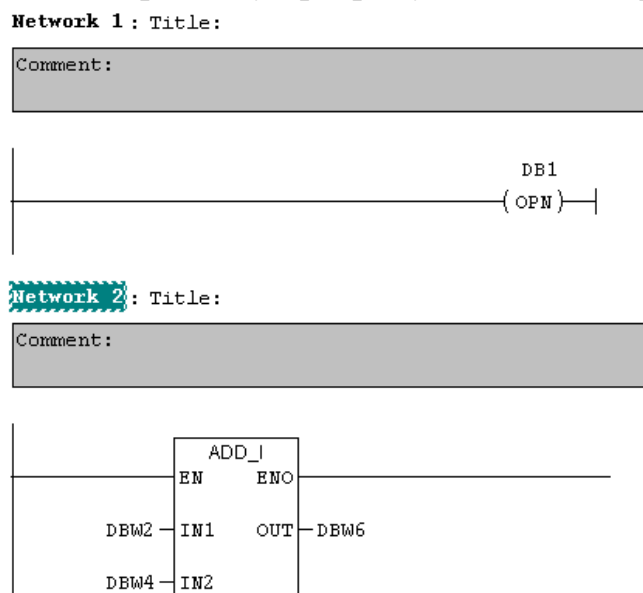 Network 1 : Title:
Comment:
DB1
( OPN )
Network 2 : Title:
Comment:
ADD_I
EN ENO
DBW2 IN1 OUT DBW6
DBW4 IN2